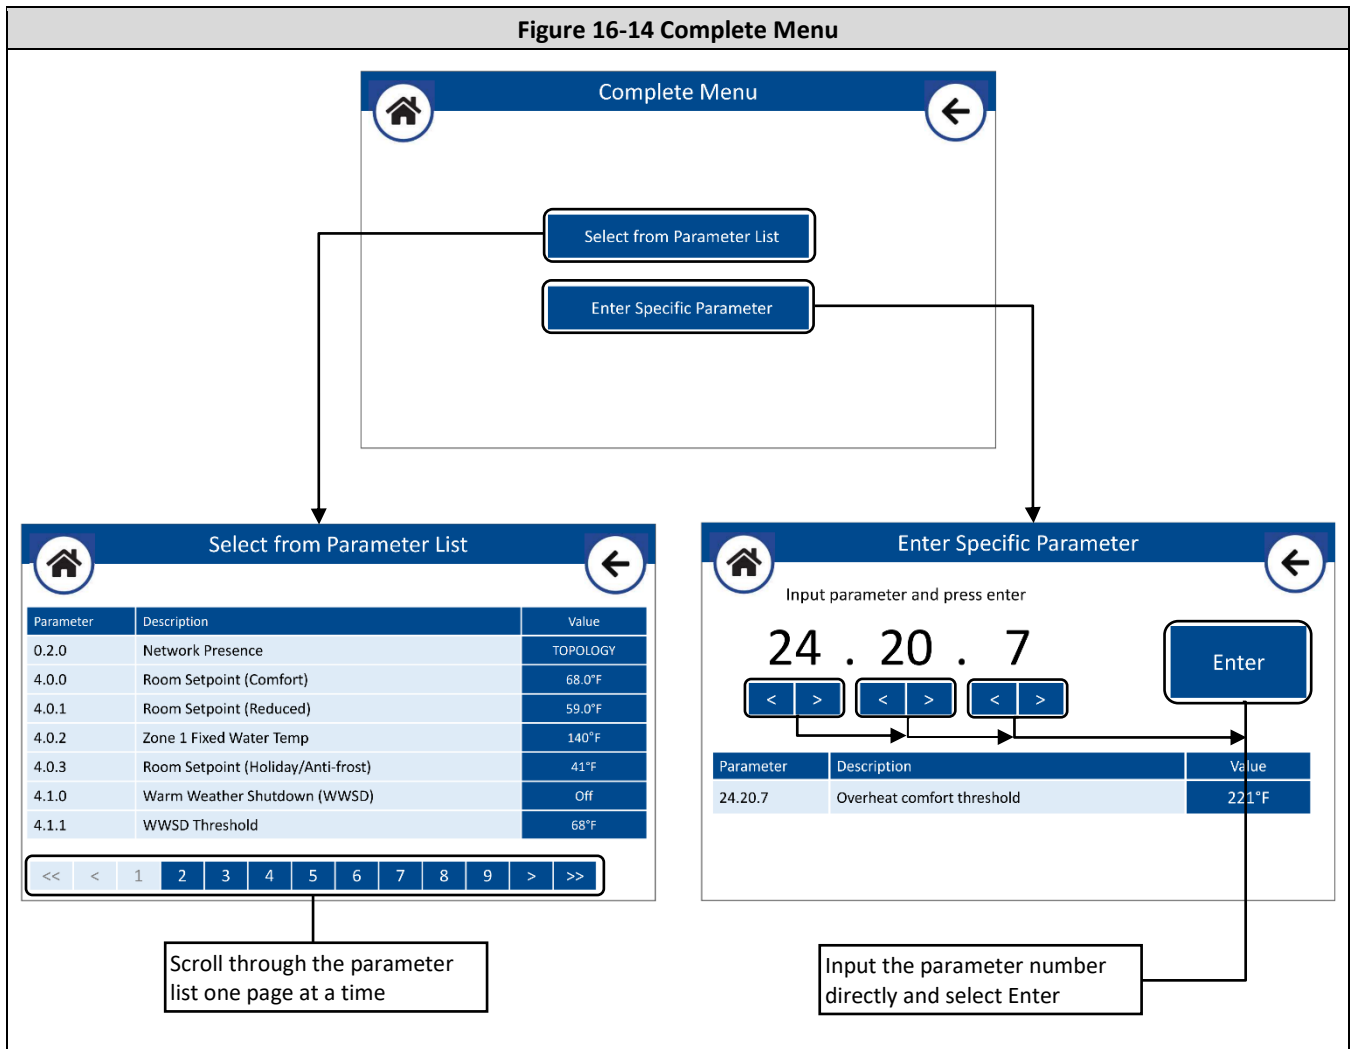 Figure 16-14 Complete Menu
Complete Menu
Select from Parameter List
Enter Specific Parameter
Select from Parameter List
Parameter Description Value
0.2.0 Network Presence TOPOLOGY
4.0.0 Room Setpoint (Comfort) 68.0°F
4.0.1 Room Setpoint (Reduced) 59.0°F
4.0.2 Zone 1 Fixed Water Temp 140°F
4.0.3 Room Setpoint (Holiday/Anti-frost) 41°F
4.1.0 Warm Weather Shutdown (WWSD) Off
4.1.1 WWSD Threshold 68°F
<< < 1 2 3 4 5 6 7 8 9 > >>
Scroll through the parameter
list one page at a time
Enter Specific Parameter
Input parameter and press enter
24 . 20 . 7
Enter
< > < > < >
Parameter Description Value
24.20.7 Overheat comfort threshold 221°F
Input the parameter number
directly and select Enter